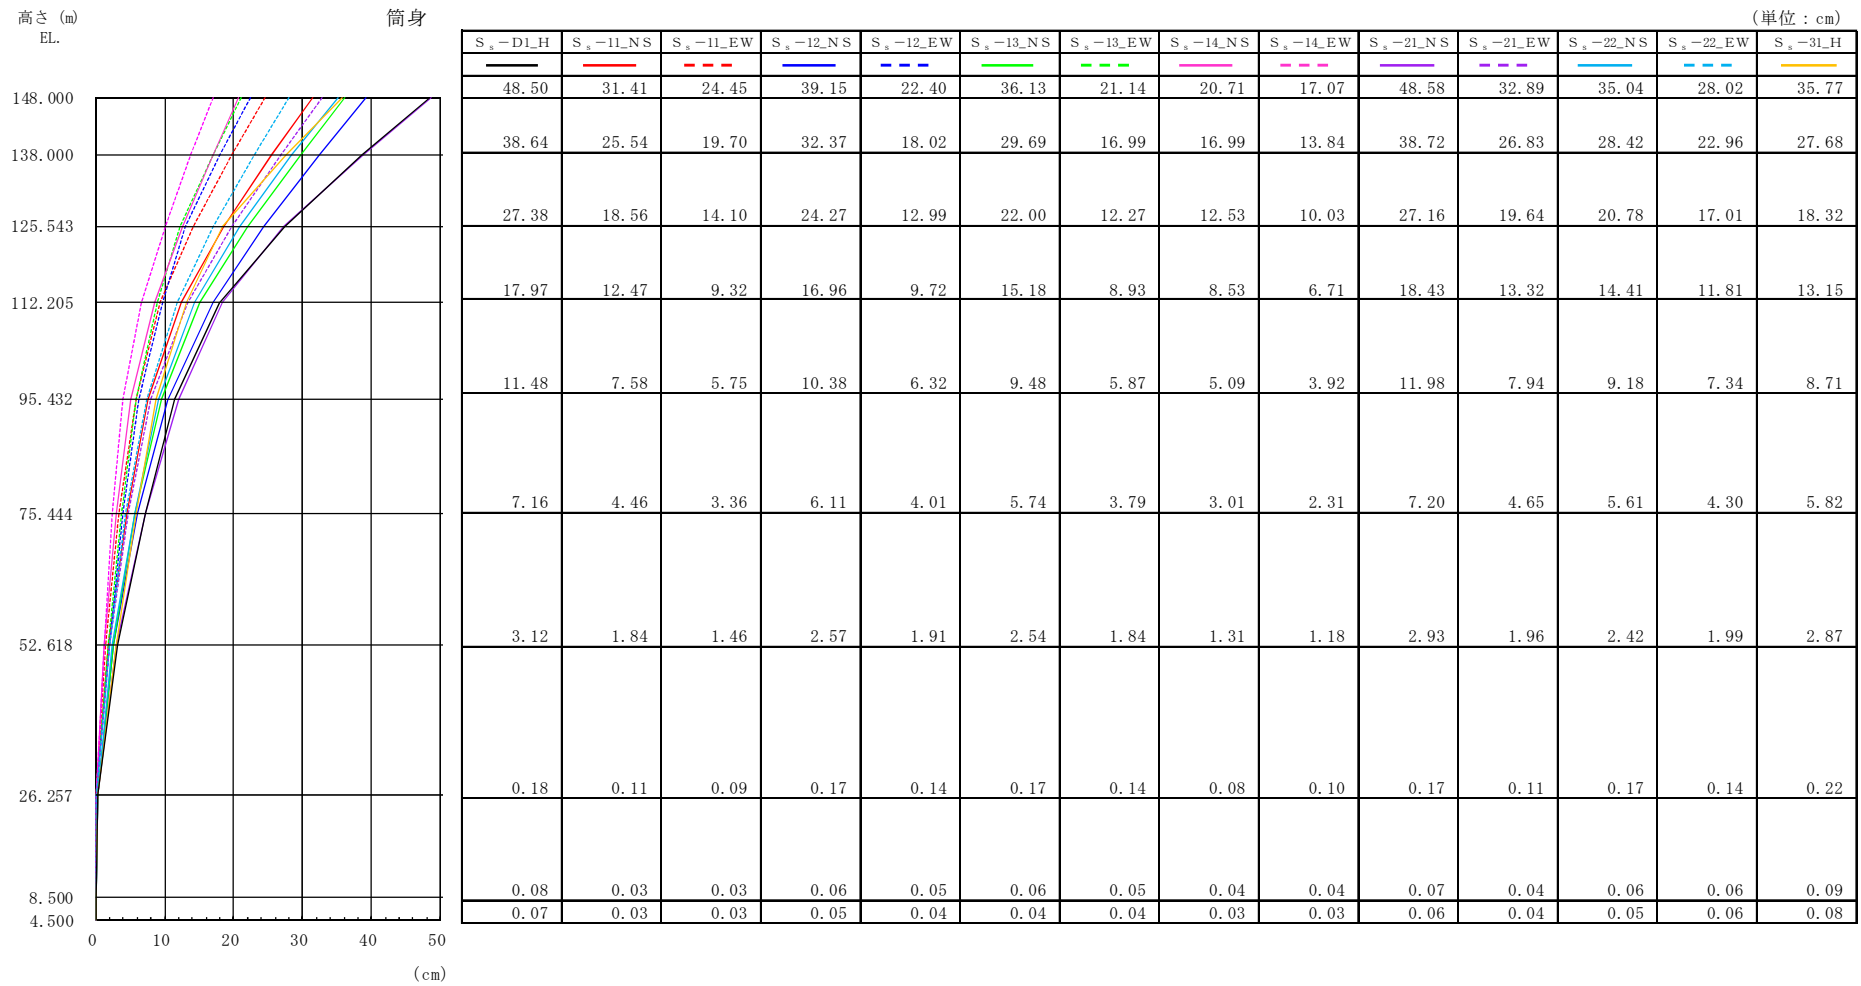 高さ (m)
EL.
筒身
(単位：cm)
Ss－D1_H Ss－11_NS Ss－11_EW Ss－12_NS Ss－12_EW Ss－13_NS Ss－13_EW Ss－14_NS Ss－14_EW Ss－21_NS Ss－21_EW Ss－22_NS Ss－22_EW Ss－31_H
48.50 31.41 24.45 39.15 22.40 36.13 21.14 20.71 17.07 48.58 32.89 35.04 28.02 35.77
148.000
38.64 25.54 19.70 32.37 18.02 29.69 16.99 16.99 13.84 38.72 26.83 28.42 22.96 27.68
138.000
27.38 18.56 14.10 24.27 12.99 22.00 12.27 12.53 10.03 27.16 19.64 20.78 17.01 18.32
125.543
17.97 12.47 9.32 16.96 9.72 15.18 8.93 8.53 6.71 18.43 13.32 14.41 11.81 13.15
112.205
11.48 7.58 5.75 10.38 6.32 9.48 5.87 5.09 3.92 11.98 7.94 9.18 7.34 8.71
95.432
7.16 4.46 3.36 6.11 4.01 5.74 3.79 3.01 2.31 7.20 4.65 5.61 4.30 5.82
75.444
3.12 1.84 1.46 2.57 1.91 2.54 1.84 1.31 1.18 2.93 1.96 2.42 1.99 2.87
52.618
0.18 0.11 0.09 0.17 0.14 0.17 0.14 0.08 0.10 0.17 0.11 0.17 0.14 0.22
26.257
0.08 0.03 0.03 0.06 0.05 0.06 0.05 0.04 0.04 0.07 0.04 0.06 0.06 0.09
8.500
0.07 0.03 0.03 0.05 0.04 0.04 0.04 0.03 0.03 0.06 0.04 0.05 0.06 0.08
4.500
0 10 20 30 40 50
(cm)